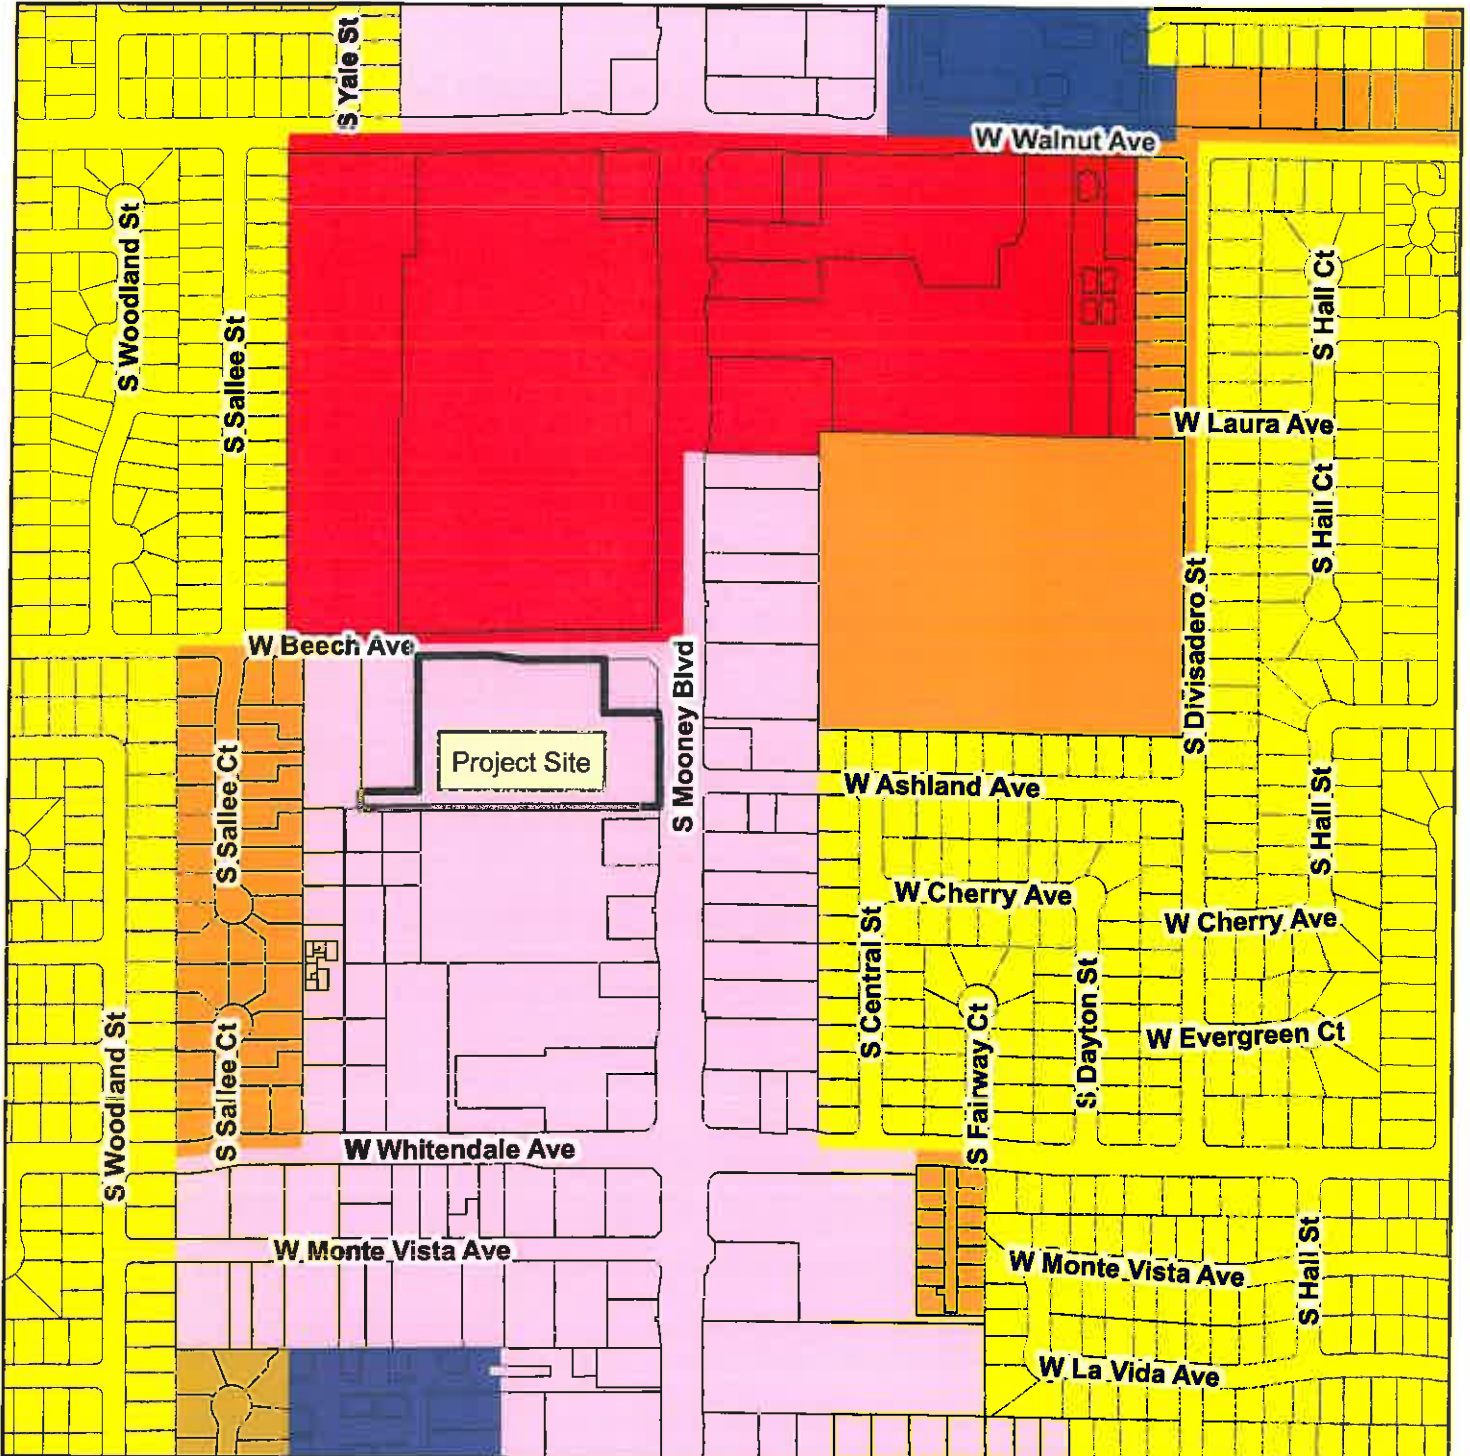 S Yale St
W Walnut Ave
S Woodland St
S Sallee St
S Hall Ct
W Laura Ave
S Hall Ct
S Divisadero St
W Beech Ave
S Mooney Blvd
Project Site
S Sallee Ct
W Ashland Ave
S Hall St
W Cherry Ave
W Cherry Ave
S Central St
S Dayton St
S Fairway Ct
W Evergreen Ct
S Woodland St
S Sallee Ct
W Whitendale Ave
W Monte Vista Ave
W Monte Vista Ave
S Hall St
W La Vida Ave